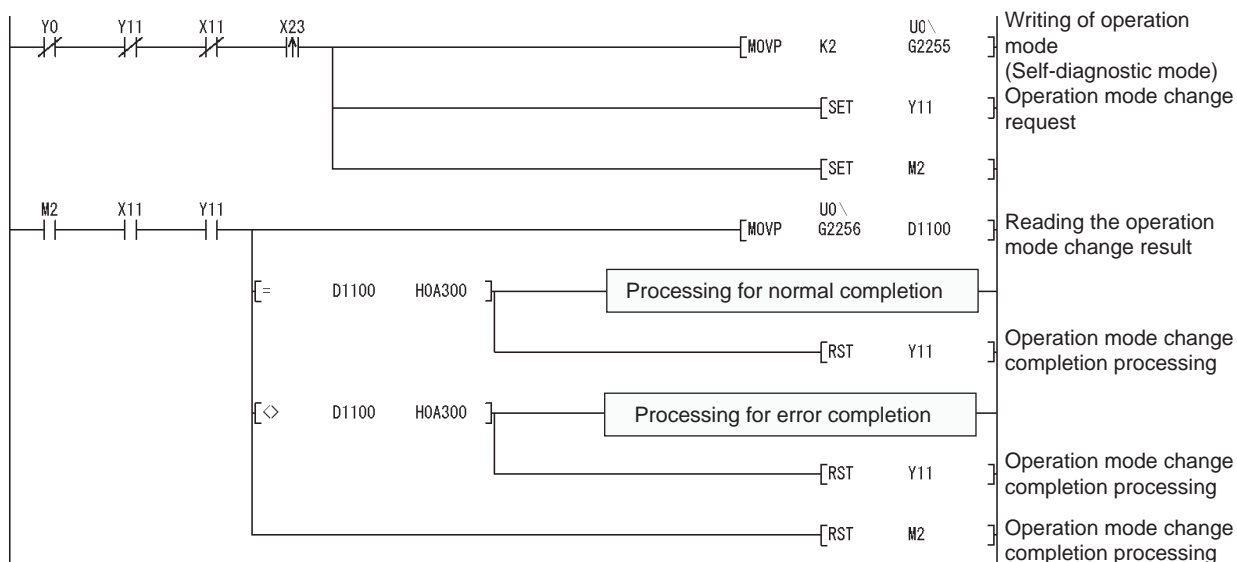 Y0 Y11 X11 X23
U0\
MOVP K2 G2255
Writing of operation
mode
(Self-diagnostic mode)
SET Y11
Operation mode change
request
SET M2
M2 X11 Y11
U0\
MOVP G2256 D1100
Reading the operation
mode change result
= D1100 H0A300
Processing for normal completion
RST Y11
Operation mode change
completion processing
<> D1100 H0A300
Processing for error completion
RST Y11
Operation mode change
completion processing
RST M2
Operation mode change
completion processing